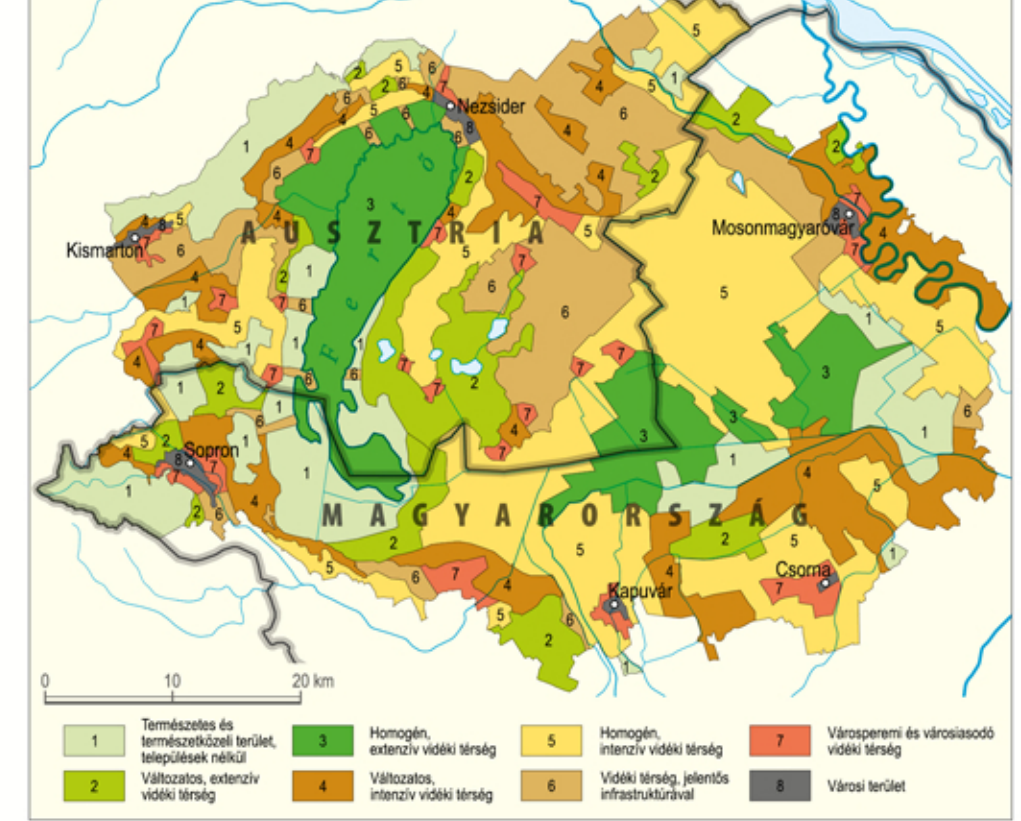 Nezsider
Kismarton
AUSZTRIA
Fertő
Mosonmagyaróvár
Sopron
MAGYARORSZÁG
Kapuvár
Csorna
0 10 20 km
1 Természetes és
természetközeli terület,
települések nélkül
2 Változatos, extenzív
vidéki térség
3 Homogén,
extenzív vidéki térség
4 Változatos,
intenzív vidéki térség
5 Homogén,
intenzív vidéki térség
6 Vidéki térség, jelentős
infrastruktúrával
7 Városperemi és városiasodó
vidéki térség
8 Városi terület